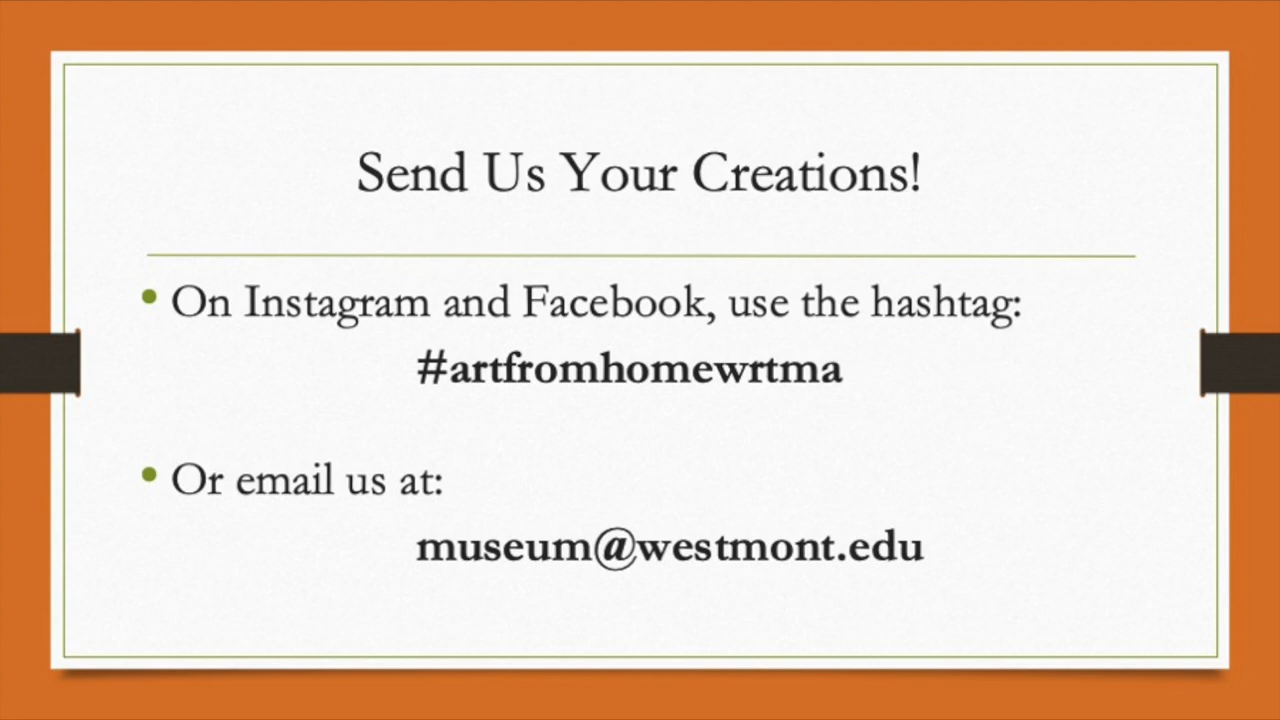 Send Us Your Creations!
• On Instagram and Facebook, use the hashtag:
#artfromhomewrtma
• Or email us at:
museum@westmont.edu